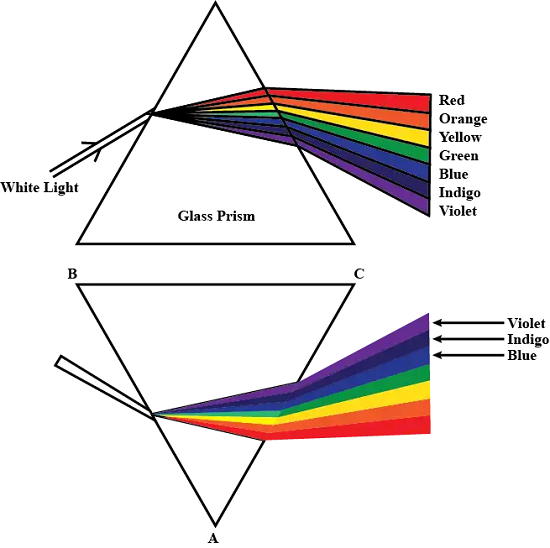 Red
Orange
Yellow
Green
Blue
Indigo
Violet
White Light
Glass Prism
B
C
Violet
Indigo
Blue
A